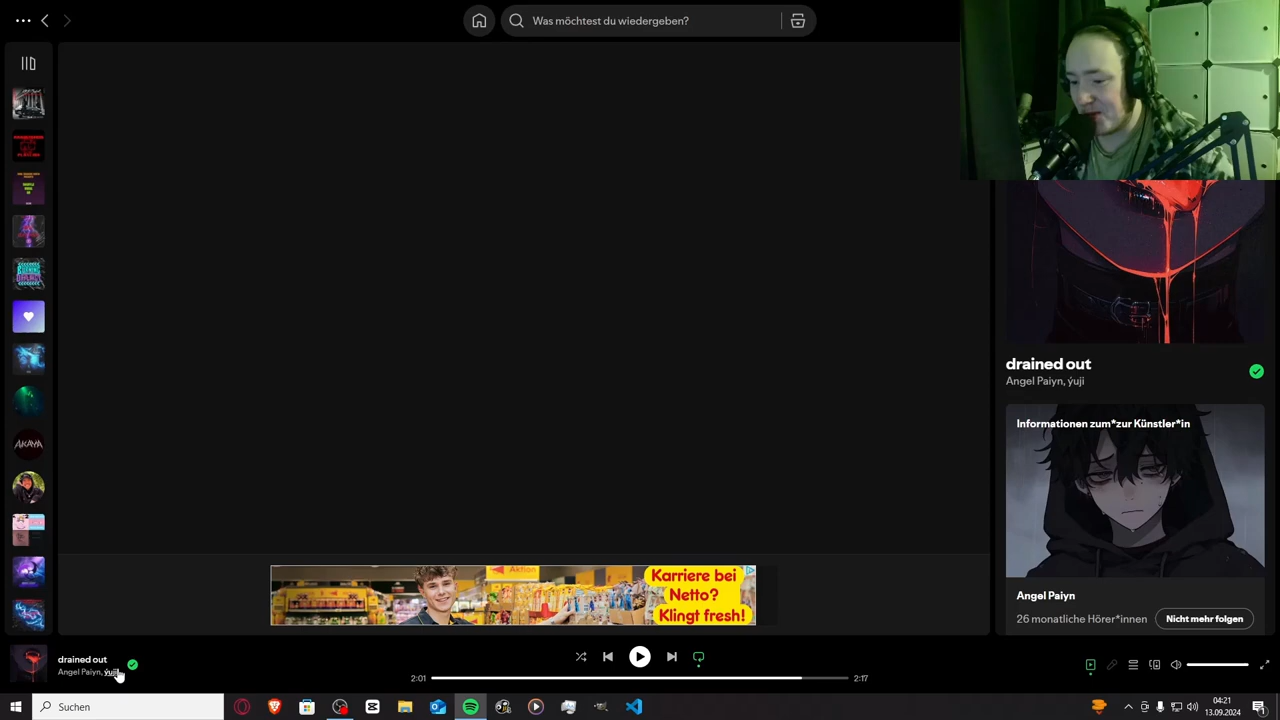 Was möchtest du wiedergeben?
AKAYA
drained out
Angel Paiyn, ýuji
Informationen zum*zur Künstler*in
Angel Paiyn
26 monatliche Hörer*innen
Nicht mehr folgen
Aktion
Karriere bei
Netto?
Klingt fresh!
drained out
Angel Paiyn, ýuji
2:01
2:17
Suchen
04:21
13.09.2024